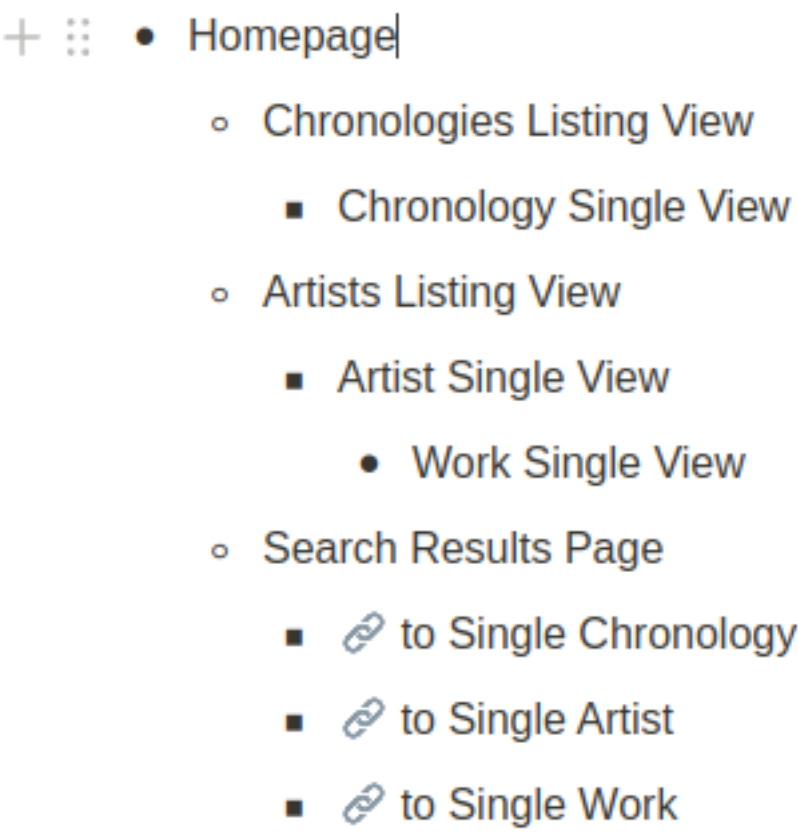 Homepage
Chronologies Listing View
Chronology Single View
Artists Listing View
Artist Single View
Work Single View
Search Results Page
🔗 to Single Chronology
🔗 to Single Artist
🔗 to Single Work